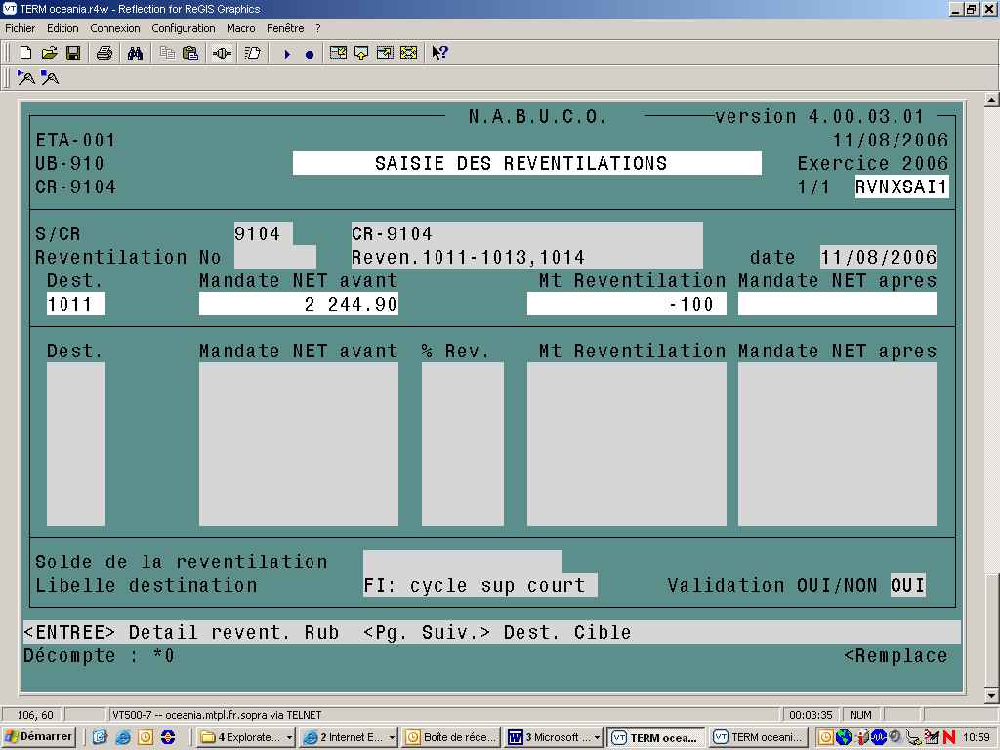 TERM oceania.r4w - Reflection for ReGIS Graphics
Fichier Edition Connexion Configuration Macro Fenêtre ?
N.A.B.U.C.O. version 4.00.03.01
ETA-001 11/08/2006
UB-910 SAISIE DES REVENTILATIONS Exercice 2006
CR-9104 1/1 RVNXSAI1
S/CR 9104 CR-9104
Reventilation No Reven.1011-1013,1014 date 11/08/2006
Dest. Mandate NET avant Mt Reventilation Mandate NET apres
1011 2 244.90 -100
Dest. Mandate NET avant % Rev. Mt Reventilation Mandate NET apres
Solde de la reventilation
Libelle destination FI: cycle sup court Validation OUI/NON OUI
<ENTREE> Detail revent. Rub <Pg. Suiv.> Dest. Cible
Décompte : *0 <Remplace
106, 60 VT500-7 -- oceania.mtpl.fr.sopra via TELNET 00:03:35 NUM
Démarrer 4 Explorate... 2 Internet E... Boîte de réce... 3 Microsoft ... TERM ocea... TERM oceani... 10:59